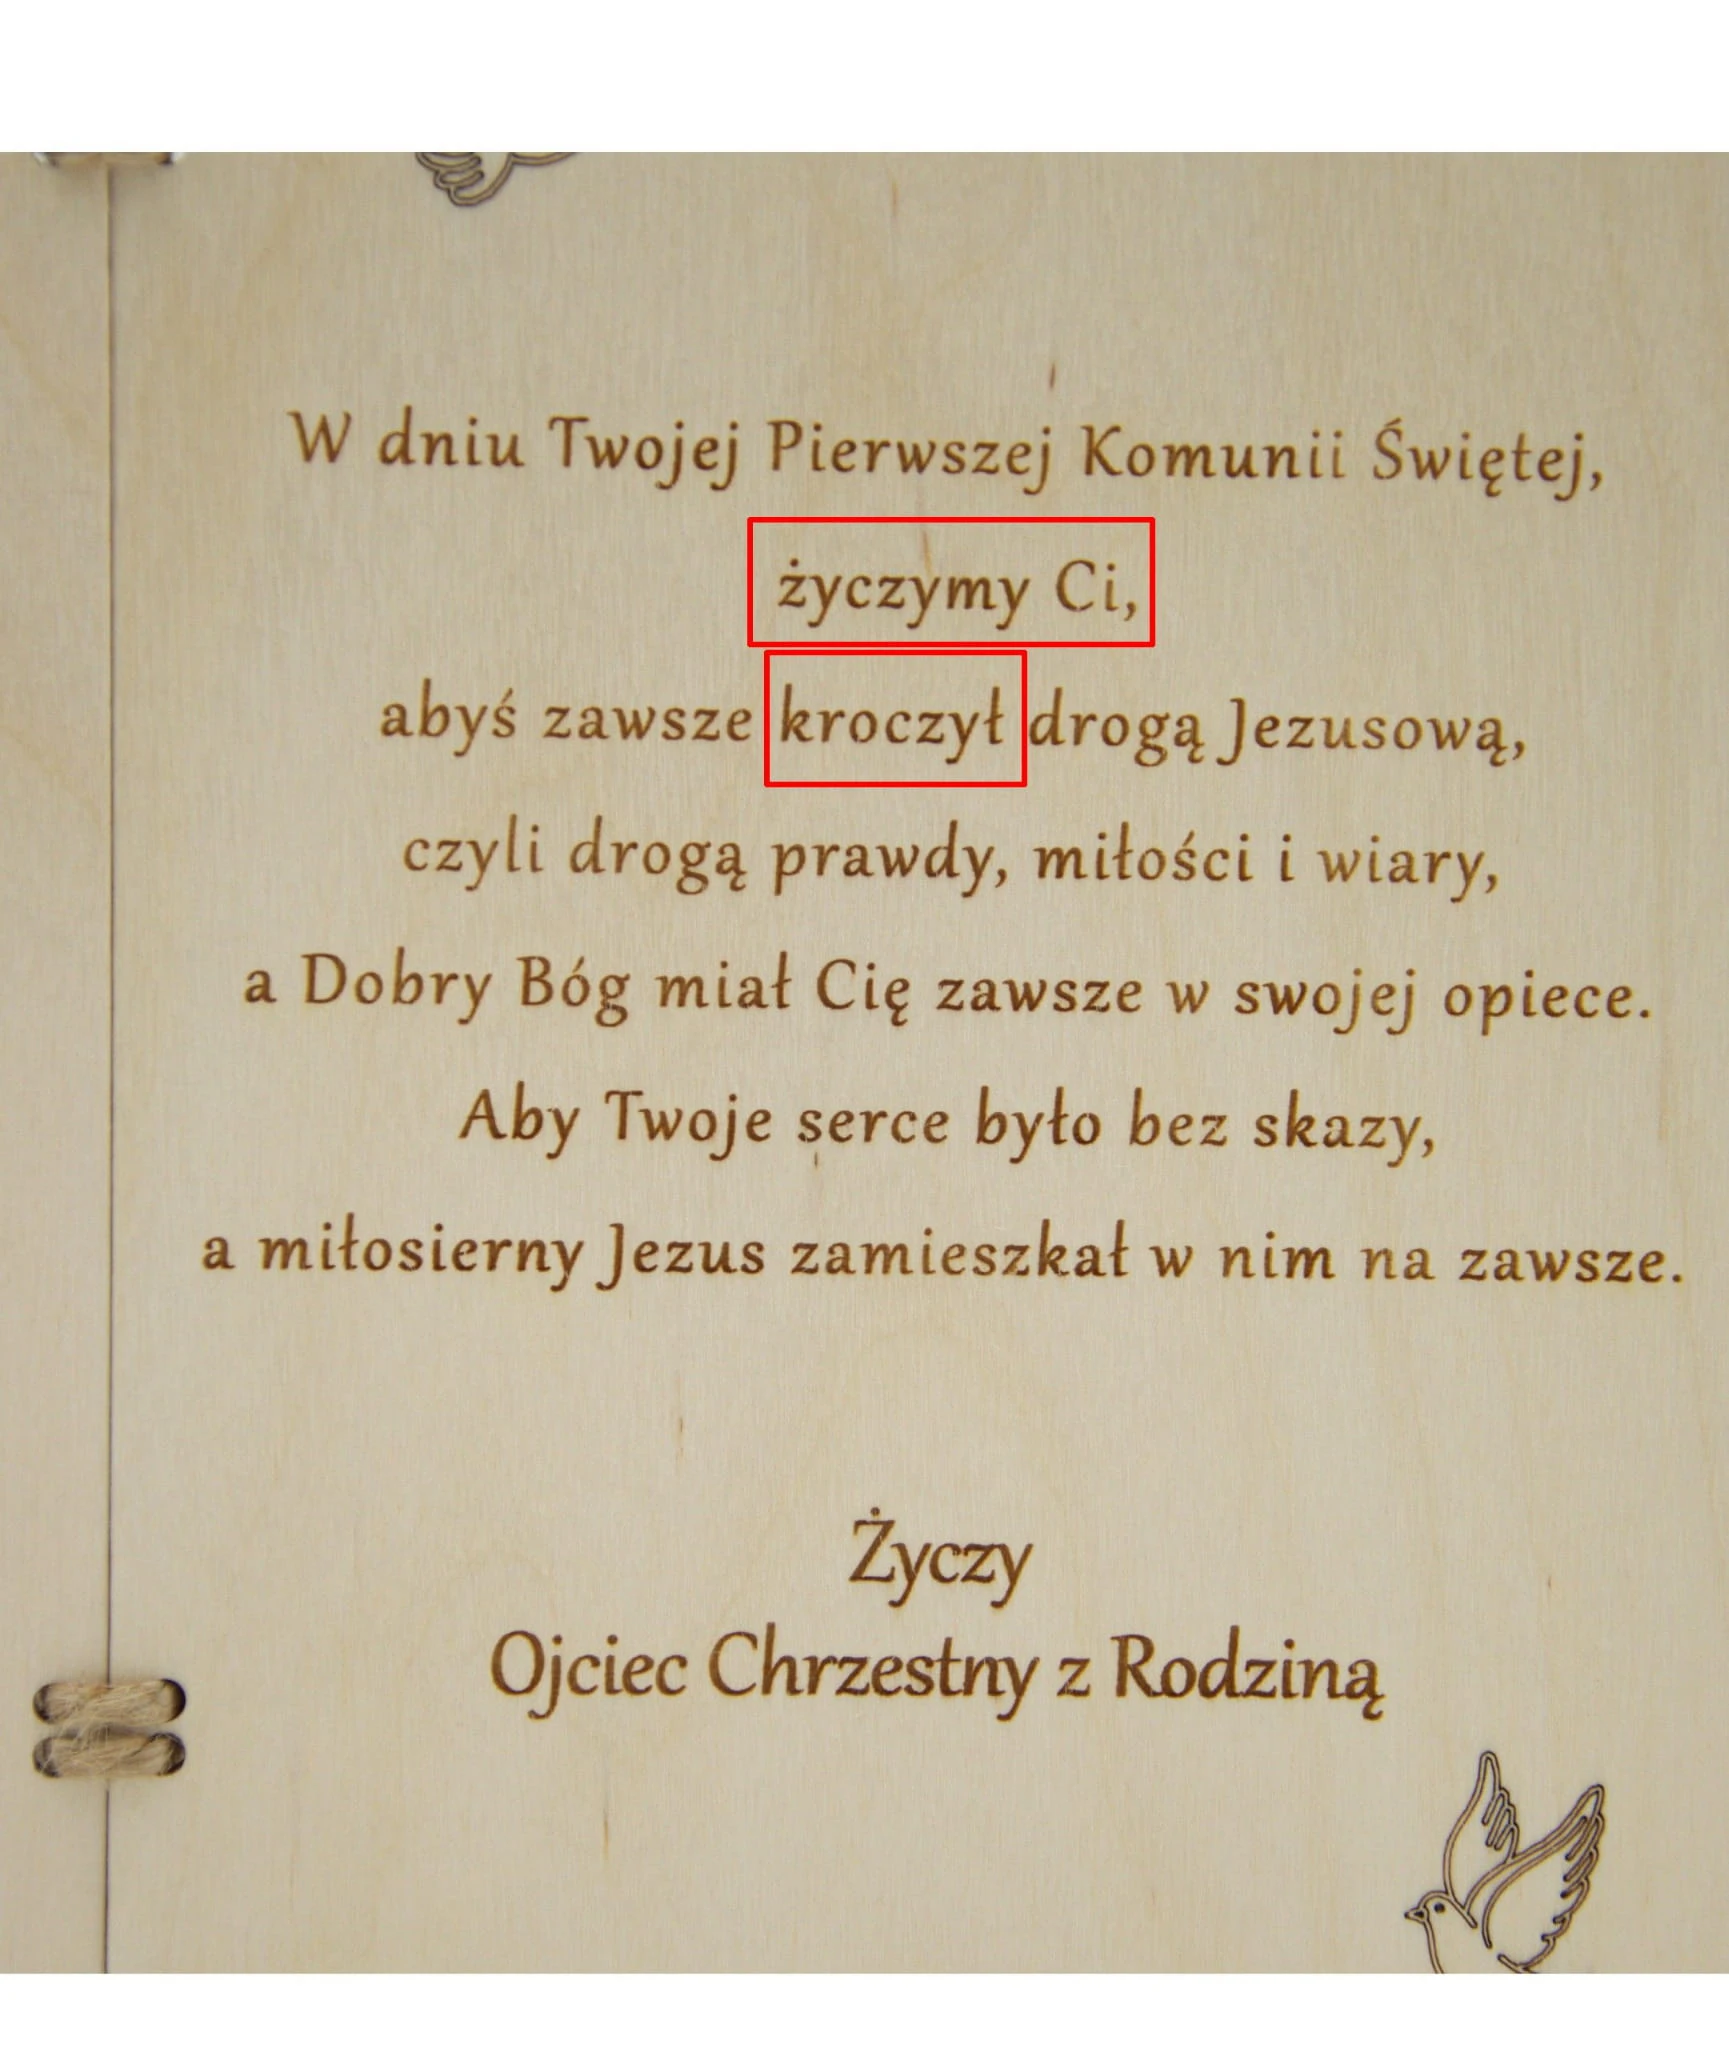 W dniu Twojej Pierwszej Komunii Świętej,
życzymy Ci,
abyś zawsze kroczył drogą Jezusową,
czyli drogą prawdy, miłości i wiary,
a Dobry Bóg miał Cię zawsze w swojej opiece.
Aby Twoje serce było bez skazy,
a miłosierny Jezus zamieszkał w nim na zawsze.
Życzy
Ojciec Chrzestny z Rodziną